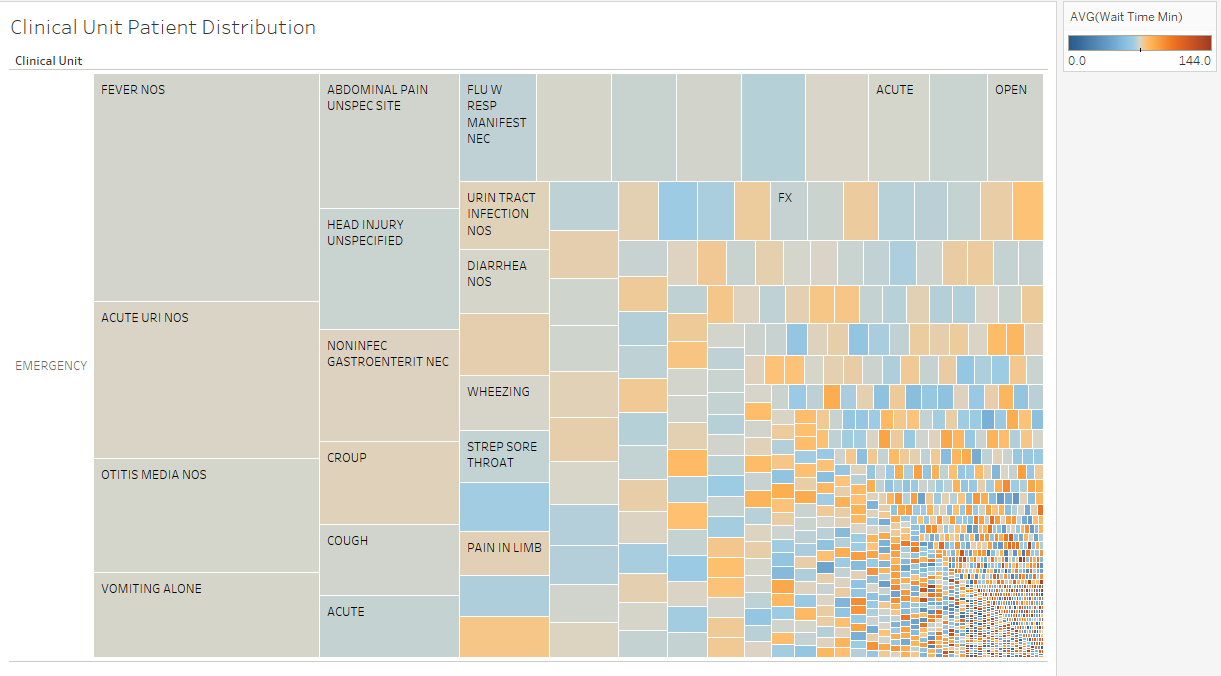 Clinical Unit Patient Distribution
AVG(Wait Time Min)
0.0 144.0
Clinical Unit
EMERGENCY
FEVER NOS
ACUTE URI NOS
OTITIS MEDIA NOS
VOMITING ALONE
ABDOMINAL PAIN
UNSPEC SITE
HEAD INJURY
UNSPECIFIED
NONINFEC
GASTROENTERIT NEC
CROUP
COUGH
ACUTE
FLU W
RESP
MANIFEST
NEC
URIN TRACT
INFECTION
NOS
DIARRHEA
NOS
WHEEZING
STREP SORE
THROAT
PAIN IN LIMB
ACUTE
OPEN
FX